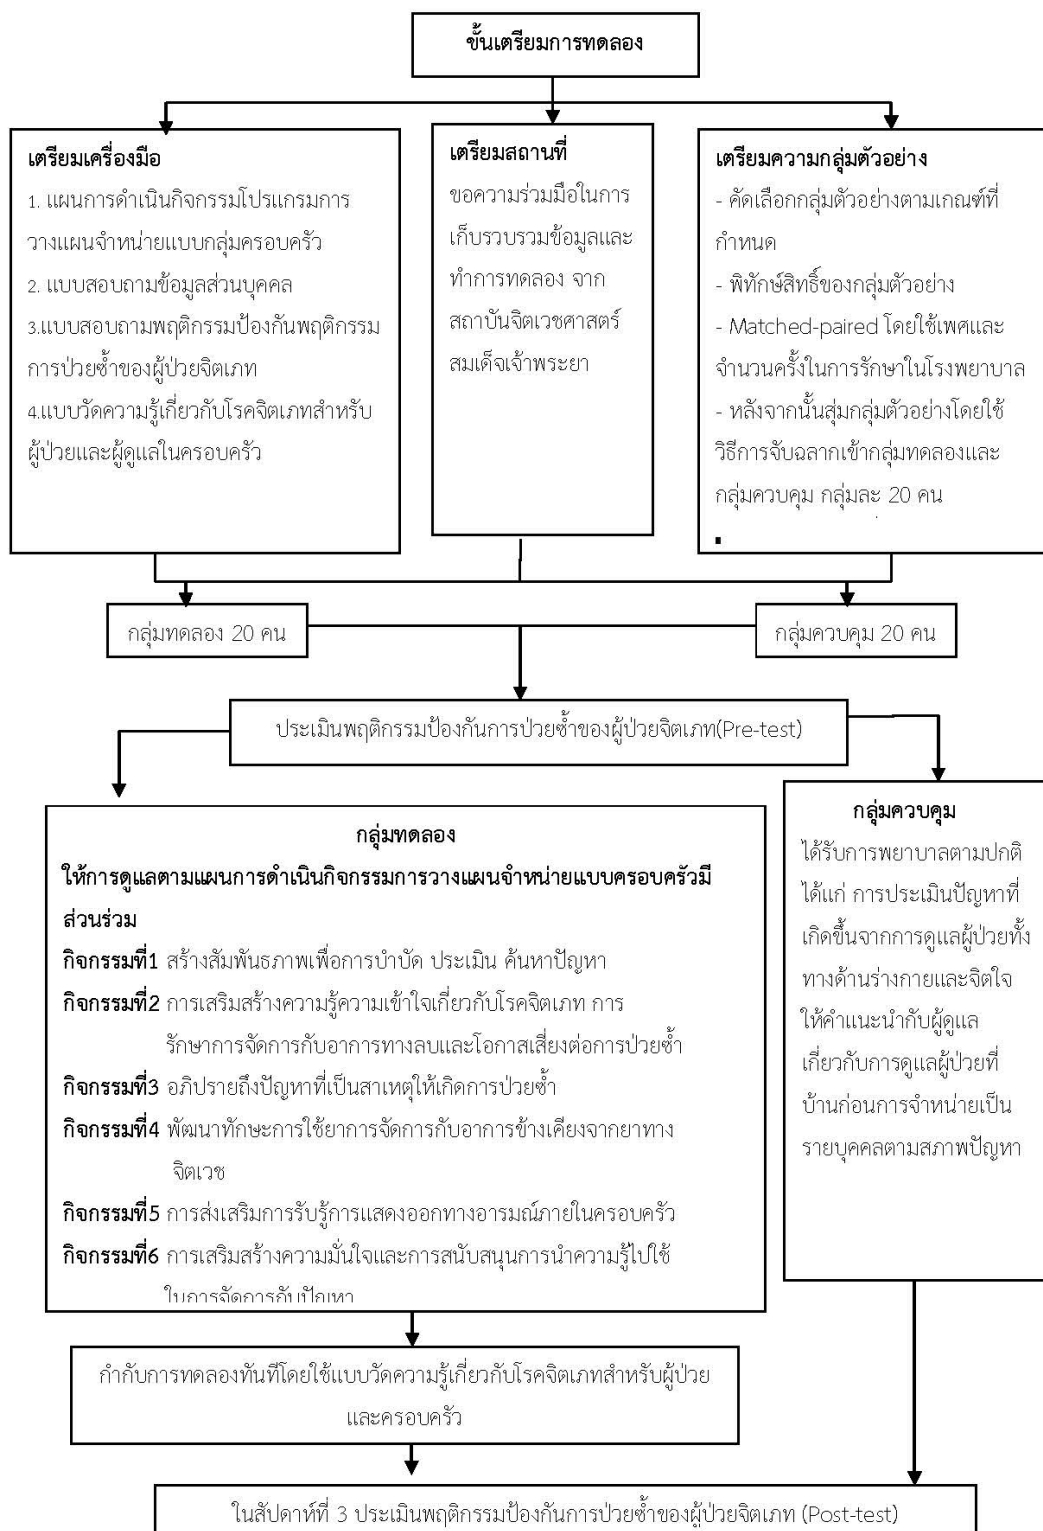 ขั้นเตรียมการทดลอง
เตรียมเครื่องมือ
1. แผนการดำเนินกิจกรรมโปรแกรมการ
วางแผนจำหน่ายแบบกลุ่มครอบครัว
2. แบบสอบถามข้อมูลส่วนบุคคล
3.แบบสอบถามพฤติกรรมป้องกันพฤติกรรม
การป่วยซ้ำของผู้ป่วยจิตเภท
4.แบบวัดความรู้เกี่ยวกับโรคจิตเภทสำหรับ
ผู้ป่วยและผู้ดูแลในครอบครัว
เตรียมสถานที่
ขอความร่วมมือในการ
เก็บรวบรวมข้อมูลและ
ทำการทดลอง จาก
สถาบันจิตเวชศาสตร์
สมเด็จเจ้าพระยา
เตรียมความกลุ่มตัวอย่าง
- คัดเลือกกลุ่มตัวอย่างตามเกณฑ์ที่
กำหนด
- พิทักษ์สิทธิ์ของกลุ่มตัวอย่าง
- Matched-paired โดยใช้เพศและ
จำนวนครั้งในการรักษาในโรงพยาบาล
- หลังจากนั้นสุ่มกลุ่มตัวอย่างโดยใช้
วิธีการจับฉลากเข้ากลุ่มทดลองและ
กลุ่มควบคุม กลุ่มละ 20 คน
กลุ่มทดลอง 20 คน
กลุ่มควบคุม 20 คน
ประเมินพฤติกรรมป้องกันการป่วยซ้ำของผู้ป่วยจิตเภท(Pre-test)
กลุ่มทดลอง
ให้การดูแลตามแผนการดำเนินกิจกรรมการวางแผนจำหน่ายแบบครอบครัวมี
ส่วนร่วม
กิจกรรมที่1 สร้างสัมพันธภาพเพื่อการบำบัด ประเมิน ค้นหาปัญหา
กิจกรรมที่2 การเสริมสร้างความรู้ความเข้าใจเกี่ยวกับโรคจิตเภท การ
รักษาการจัดการกับอาการทางลบและโอกาสเสี่ยงต่อการป่วยซ้ำ
กิจกรรมที่3 อภิปรายถึงปัญหาที่เป็นสาเหตุให้เกิดการป่วยซ้ำ
กิจกรรมที่4 พัฒนาทักษะการใช้ยาการจัดการกับอาการข้างเคียงจากยาทาง
จิตเวช
กิจกรรมที่5 การส่งเสริมการรับรู้การแสดงออกทางอารมณ์ภายในครอบครัว
กิจกรรมที่6 การเสริมสร้างความมั่นใจและการสนับสนุนการนำความรู้ไปใช้
ในการจัดการกับปัญหา
กลุ่มควบคุม
ได้รับการพยาบาลตามปกติ
ได้แก่ การประเมินปัญหาที่
เกิดขึ้นจากการดูแลผู้ป่วยทั้ง
ทางด้านร่างกายและจิตใจ
ให้คำแนะนำกับผู้ดูแล
เกี่ยวกับการดูแลผู้ป่วยที่
บ้านก่อนการจำหน่ายเป็น
รายบุคคลตามสภาพปัญหา
กำกับการทดลองทันทีโดยใช้แบบวัดความรู้เกี่ยวกับโรคจิตเภทสำหรับผู้ป่วย
และครอบครัว
ในสัปดาห์ที่ 3 ประเมินพฤติกรรมป้องกันการป่วยซ้ำของผู้ป่วยจิตเภท (Post-test)